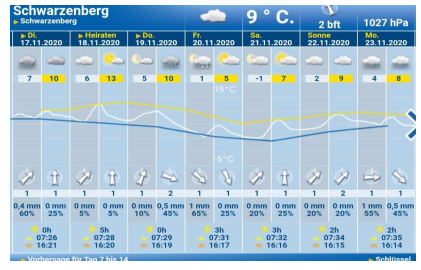 Schwarzenberg
► Schwarzenberg
9 ° C.
2 bft
1027 hPa
► Di. ► Heiraten ► Do. Fr. Sa. Sonne Mo.
17.11.2020 18.11.2020 19.11.2020 20.11.2020 21.11.2020 22.11.2020 23.11.2020
7 10 6 13 5 10 1 5 -1 7 2 9 4 8
15°C
-5°C
1 1 1 1 1 2 1 1 1 1 1 2 1 1
0,4 mm 0 mm 0 mm 0 mm 0 mm 0,5 mm 1 mm 0 mm 0 mm 0 mm 0 mm 0 mm 1 mm 0,5 mm
60% 25% 5% 5% 10% 45% 65% 25% 20% 25% 20% 20% 55% 45%
0h 5h 0h 3h 3h 2h 2h
07:26 07:28 07:29 07:31 07:32 07:34 07:35
16:21 16:20 16:19 16:17 16:16 16:15 16:14
► Vorhersage für Tag 7 bis 14 ► Schlüssel